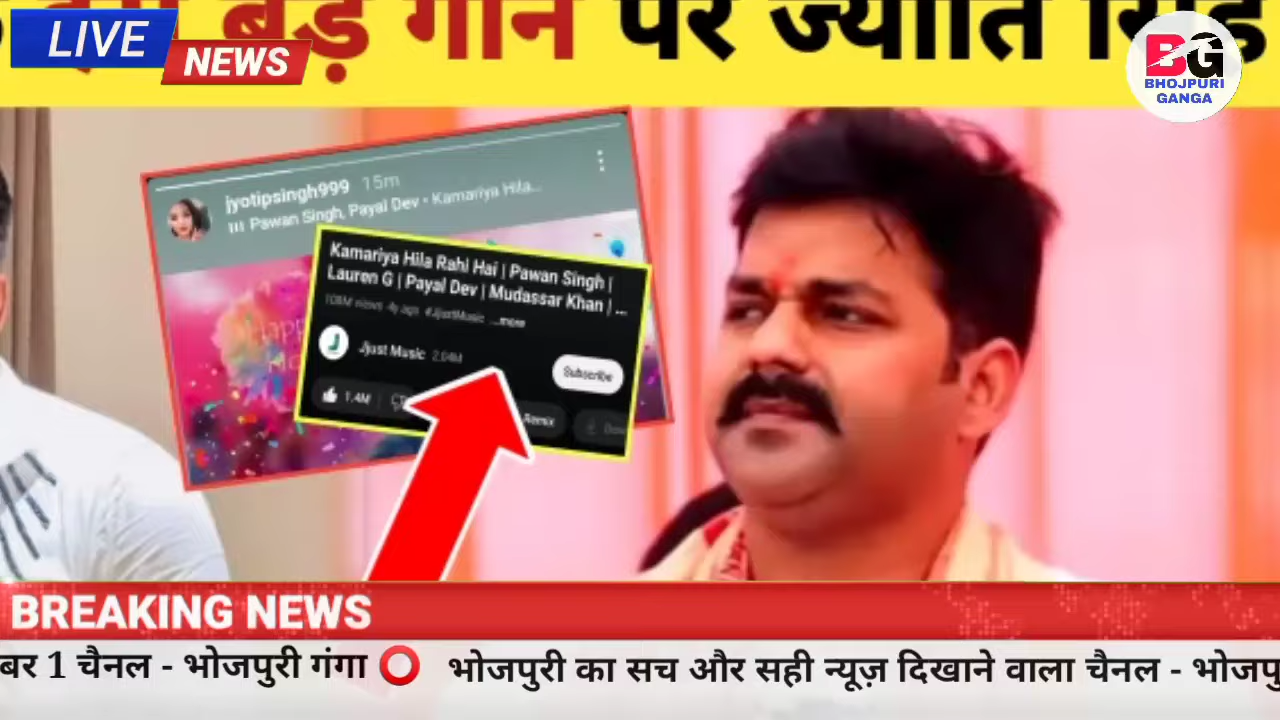 बड़े गाने पर ज्योति सिंह
LIVE
NEWS
BG
BHOJPURI
GANGA
jyotipsingh999 15m
Pawan Singh, Payal Dev • Kamariya Hila...
Happy
Kamariya Hila Rahi Hai | Pawan Singh |
Lauren G | Payal Dev | Mudassar Khan | ...
108M views 4y ago #JjustMusic ...more
Jjust Music 2.04M
Subscribe
1.4M
Remix
BREAKING NEWS
बर 1 चैनल - भोजपुरी गंगा ⭕ भोजपुरी का सच और सही न्यूज़ दिखाने वाला चैनल - भोजपु